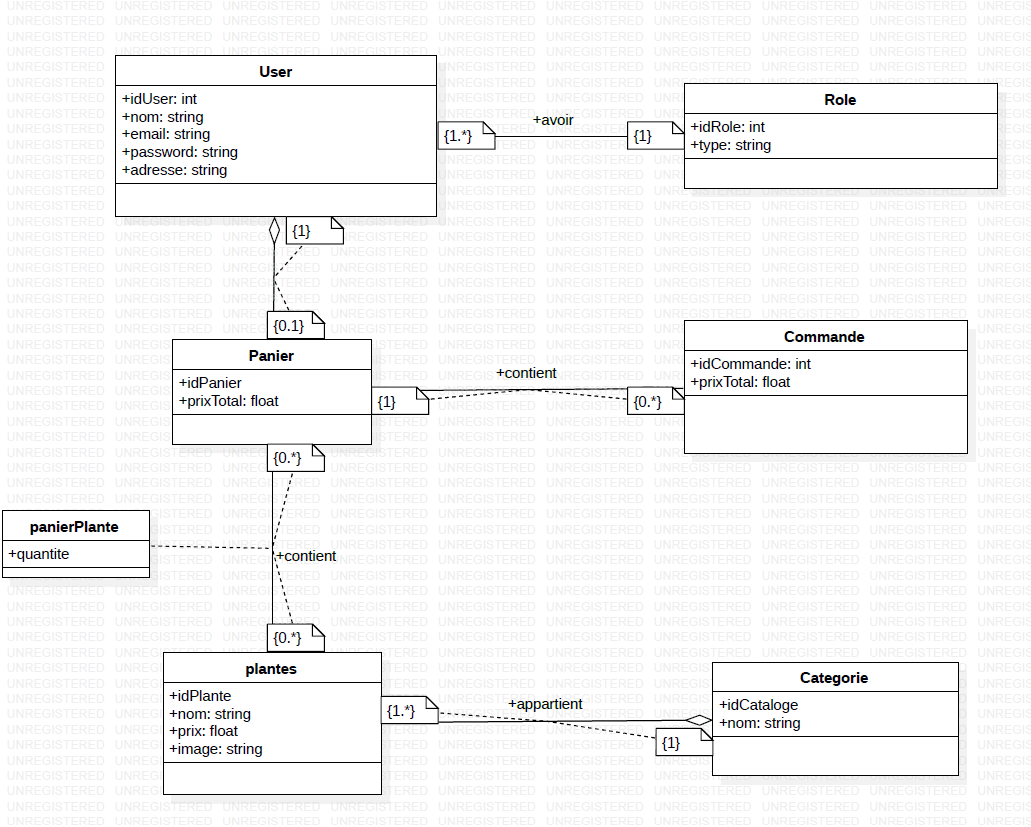 User
+idUser: int
+nom: string
+email: string
+password: string
+adresse: string
{1.*}
+avoir
{1}
Role
+idRole: int
+type: string
{1}
{0.1}
Panier
+idPanier
+prixTotal: float
{1}
+contient
{0.*}
Commande
+idCommande: int
+prixTotal: float
{0.*}
panierPlante
+quantite
+contient
{0.*}
plantes
+idPlante
+nom: string
+prix: float
+image: string
{1.*}
+appartient
{1}
Categorie
+idCataloge
+nom: string
UNREGISTERED